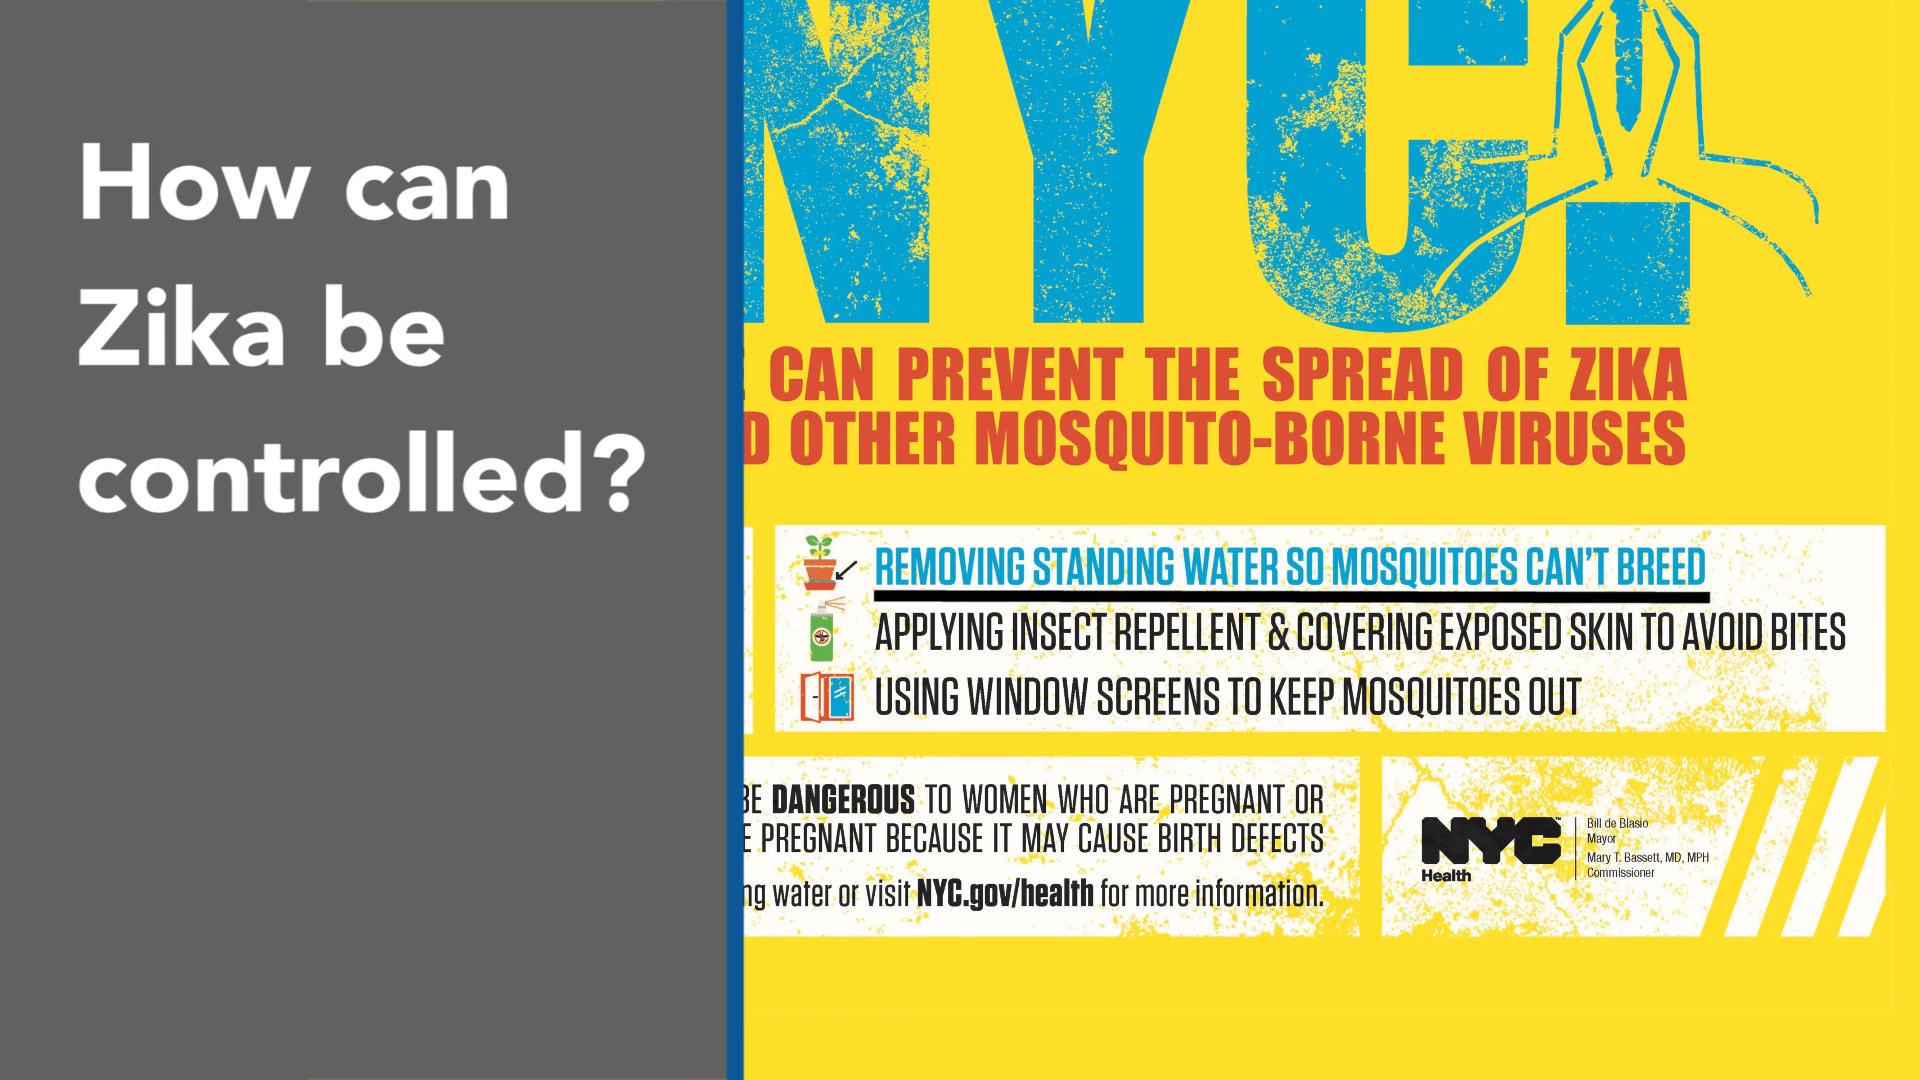 How can
Zika be
controlled?
NYC.
CAN PREVENT THE SPREAD OF ZIKA
OTHER MOSQUITO-BORNE VIRUSES
REMOVING STANDING WATER SO MOSQUITOES CAN'T BREED
APPLYING INSECT REPELLENT & COVERING EXPOSED SKIN TO AVOID BITES
USING WINDOW SCREENS TO KEEP MOSQUITOES OUT
BE DANGEROUS TO WOMEN WHO ARE PREGNANT OR
PREGNANT BECAUSE IT MAY CAUSE BIRTH DEFECTS
water or visit NYC.gov/health for more information.
NYC™
Health
Bill de Blasio
Mayor
Mary T. Bassett, MD, MPH
Commissioner